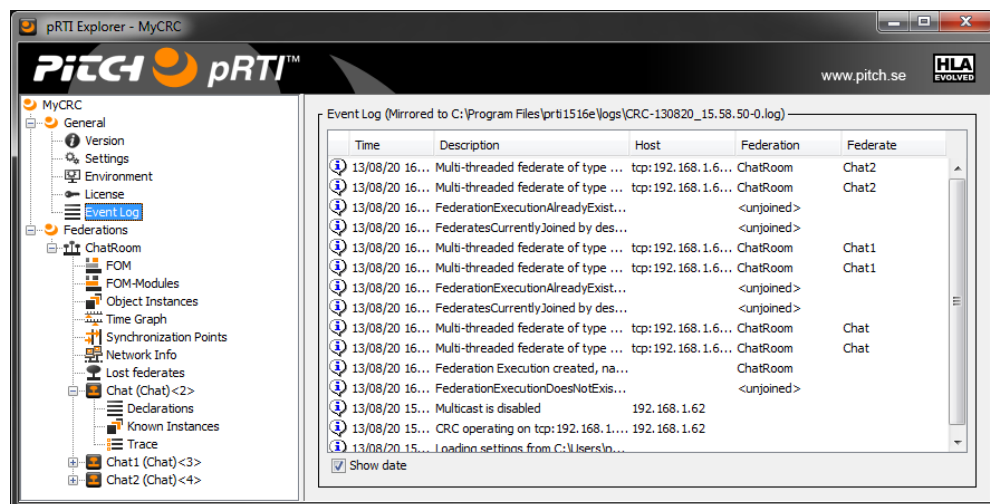 pRTI Explorer - MyCRC
PITCH pRTI™
www.pitch.se
HLA
EVOLVED
MyCRC
General
Version
Settings
Environment
License
Event Log
Federations
ChatRoom
FOM
FOM-Modules
Object Instances
Time Graph
Synchronization Points
Network Info
Lost federates
Chat (Chat)<2>
Declarations
Known Instances
Trace
Chat1 (Chat)<3>
Chat2 (Chat)<4>
Event Log (Mirrored to C:\Program Files\prti1516e\logs\CRC-130820_15.58.50-0.log)
Time Description Host Federation Federate
13/08/20 16... Multi-threaded federate of type ... tcp:192.168.1.6... ChatRoom Chat2
13/08/20 16... Multi-threaded federate of type ... tcp:192.168.1.6... ChatRoom Chat2
13/08/20 16... FederationExecutionAlreadyExist... <unjoined>
13/08/20 16... FederatesCurrentlyJoined by des... <unjoined>
13/08/20 16... Multi-threaded federate of type ... tcp:192.168.1.6... ChatRoom Chat1
13/08/20 16... Multi-threaded federate of type ... tcp:192.168.1.6... ChatRoom Chat1
13/08/20 16... FederationExecutionAlreadyExist... <unjoined>
13/08/20 16... FederatesCurrentlyJoined by des... <unjoined>
13/08/20 16... Multi-threaded federate of type ... tcp:192.168.1.6... ChatRoom Chat
13/08/20 16... Multi-threaded federate of type ... tcp:192.168.1.6... ChatRoom Chat
13/08/20 16... Federation Execution created, na... ChatRoom
13/08/20 16... FederationExecutionDoesNotExis... <unjoined>
13/08/20 15... Multicast is disabled 192.168.1.62
13/08/20 15... CRC operating on tcp:192.168.1.... 192.168.1.62
13/08/20 15... Loading settings from C:\Users\p...
Show date